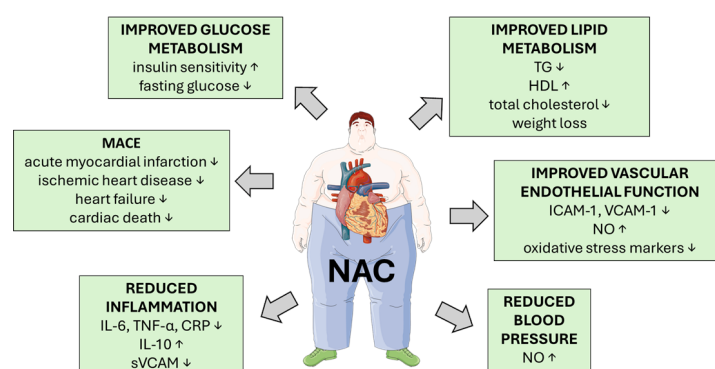 IMPROVED GLUCOSE
METABOLISM
insulin sensitivity ↑
fasting glucose ↓
IMPROVED LIPID
METABOLISM
TG ↓
HDL ↑
total cholesterol ↓
weight loss
MACE
acute myocardial infarction ↓
ischemic heart disease ↓
heart failure ↓
cardiac death ↓
IMPROVED VASCULAR
ENDOTHELIAL FUNCTION
ICAM-1, VCAM-1 ↓
NO ↑
oxidative stress markers ↓
NAC
REDUCED
INFLAMMATION
IL-6, TNF-α, CRP ↓
IL-10 ↑
sVCAM ↓
REDUCED
BLOOD
PRESSURE
NO ↑